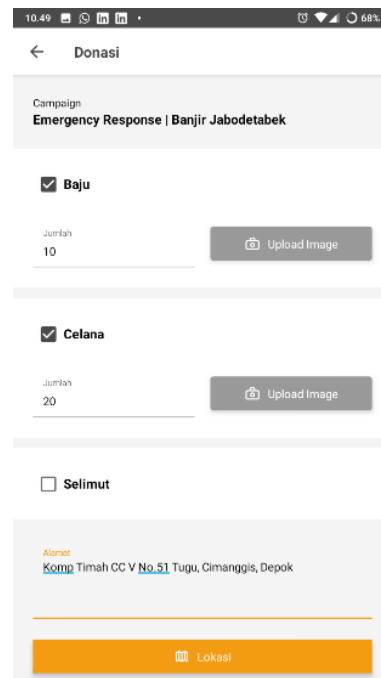 10.49 68%
Donasi
Campaign
Emergency Response | Banjir Jabodetabek
Baju
Jumlah
10
Upload Image
Celana
Jumlah
20
Upload Image
Selimut
Alamat
Komp Timah CC V No.51 Tugu, Cimanggis, Depok
Lokasi